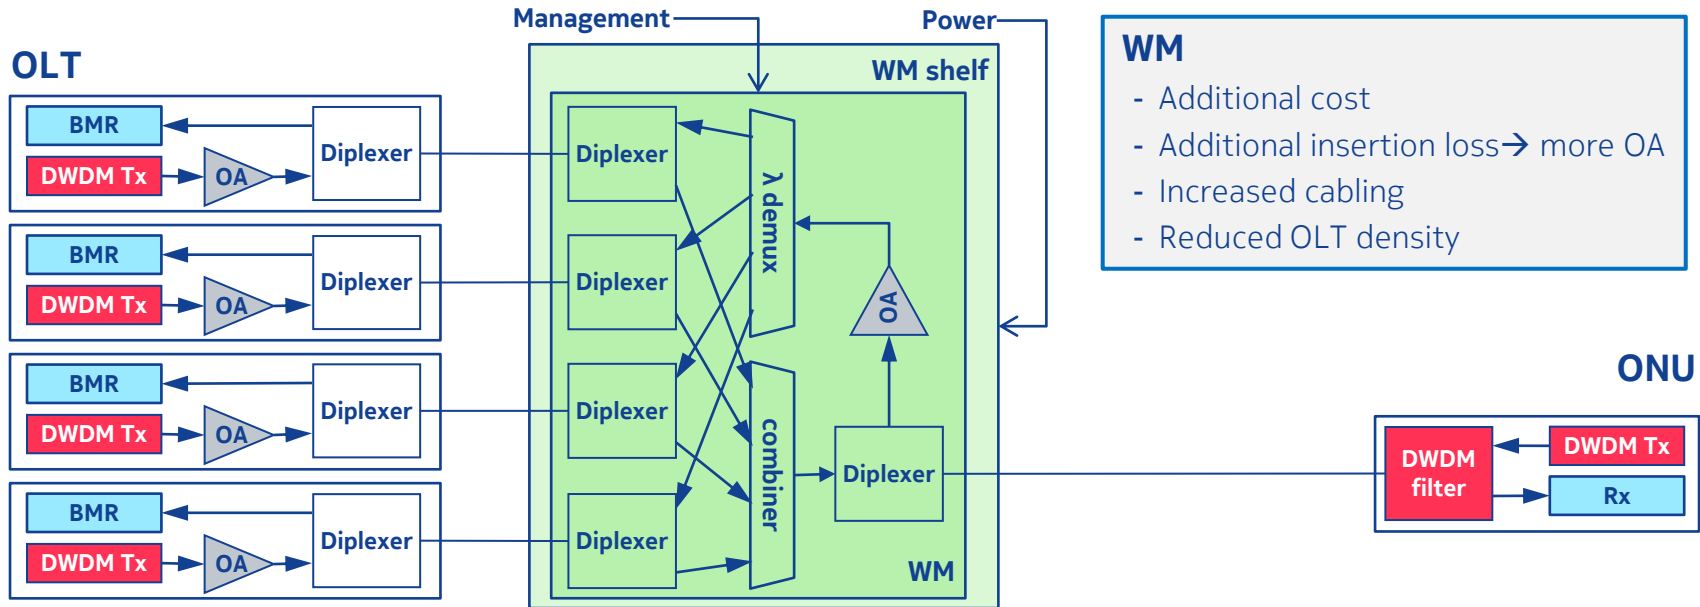 Management
Power
OLT
BMR
DWDM Tx
OA
Diplexer
BMR
DWDM Tx
OA
Diplexer
BMR
DWDM Tx
OA
Diplexer
BMR
DWDM Tx
OA
Diplexer
WM shelf
Diplexer
Diplexer
Diplexer
Diplexer
λ demux
combiner
OA
Diplexer
WM
WM
- Additional cost
- Additional insertion loss→ more OA
- Increased cabling
- Reduced OLT density
ONU
DWDM
filter
DWDM Tx
Rx